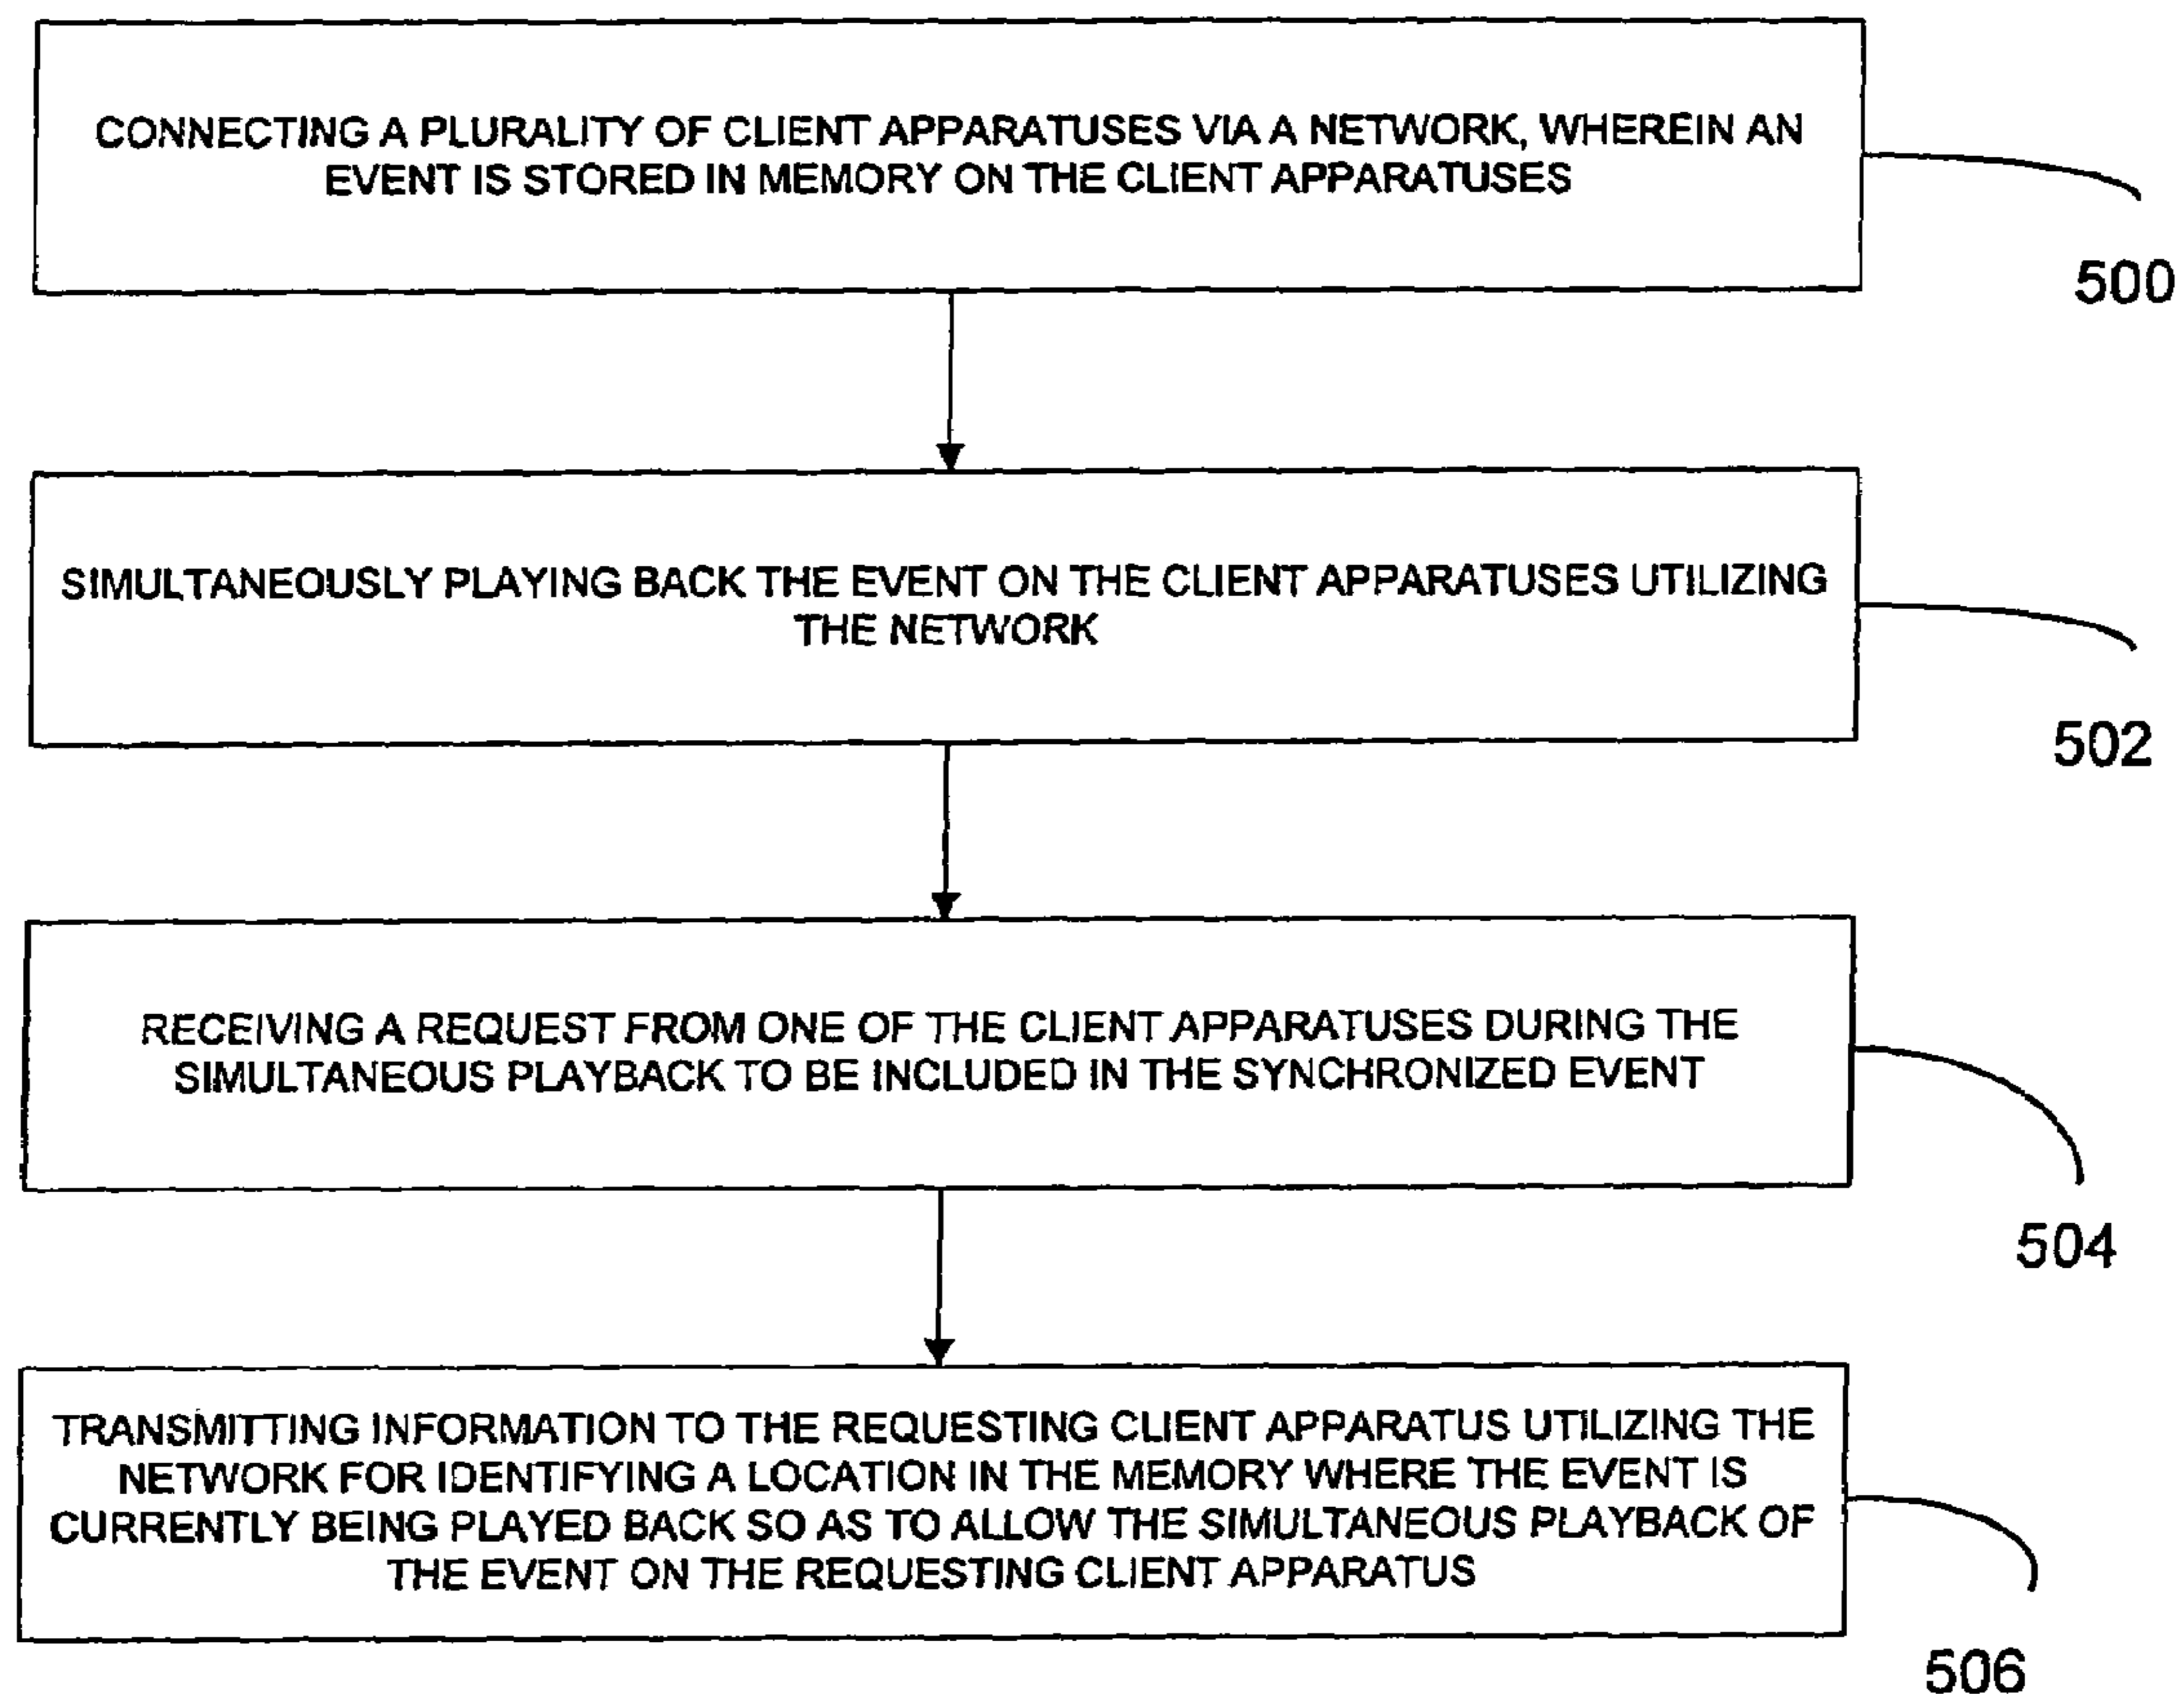 CONNECTING A PLURALITY OF CLIENT APPARATUSES VIA A NETWORK, WHEREIN AN
EVENT IS STORED IN MEMORY ON THE CLIENT APPARATUSES
500
SIMULTANEOUSLY PLAYING BACK THE EVENT ON THE CLIENT APPARATUSES UTILIZING
THE NETWORK
502
RECEIVING A REQUEST FROM ONE OF THE CLIENT APPARATUSES DURING THE
SIMULTANEOUS PLAYBACK TO BE INCLUDED IN THE SYNCHRONIZED EVENT
504
TRANSMITTING INFORMATION TO THE REQUESTING CLIENT APPARATUS UTILIZING THE
NETWORK FOR IDENTIFYING A LOCATION IN THE MEMORY WHERE THE EVENT IS
CURRENTLY BEING PLAYED BACK SO AS TO ALLOW THE SIMULTANEOUS PLAYBACK OF
THE EVENT ON THE REQUESTING CLIENT APPARATUS
506